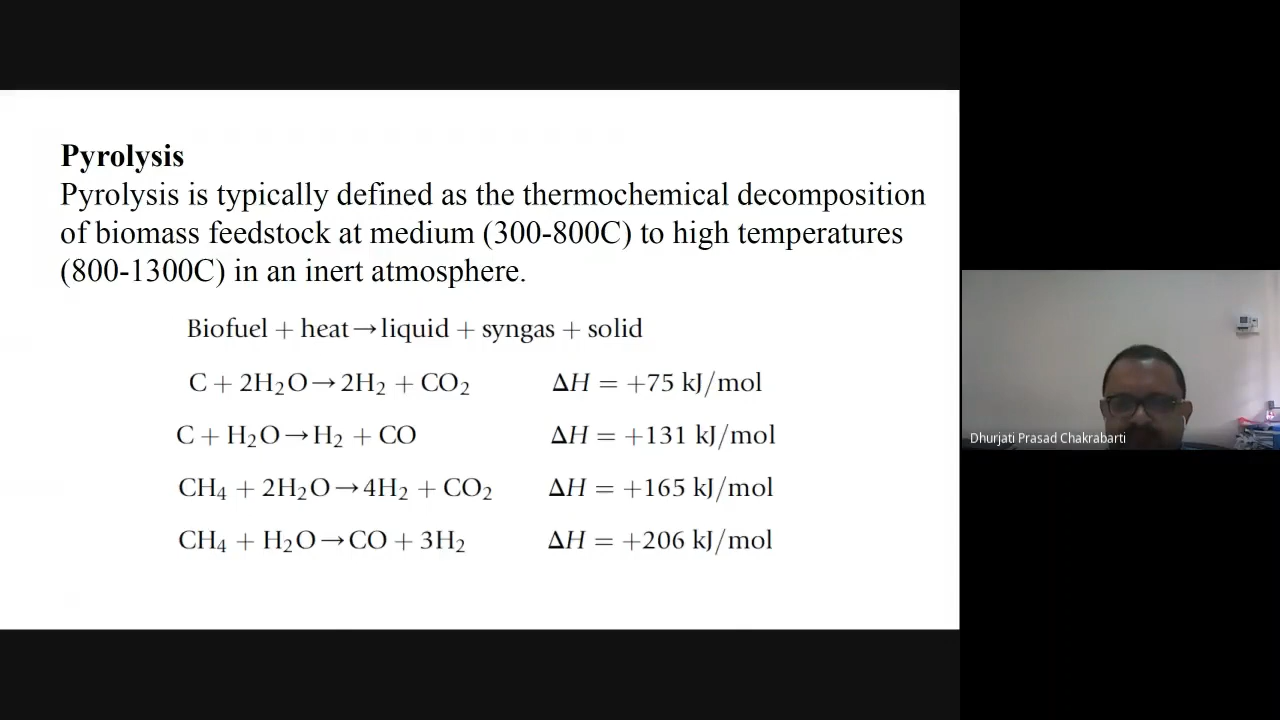 Pyrolysis
Pyrolysis is typically defined as the thermochemical decomposition
of biomass feedstock at medium (300-800C) to high temperatures
(800-1300C) in an inert atmosphere.
Biofuel + heat→liquid + syngas + solid
C + 2H₂O→2H₂ + CO₂ ΔH = +75 kJ/mol
C + H₂O→H₂ + CO ΔH = +131 kJ/mol
CH₄ + 2H₂O→4H₂ + CO₂ ΔH = +165 kJ/mol
CH₄ + H₂O→CO + 3H₂ ΔH = +206 kJ/mol
Dhurjati Prasad Chakrabarti